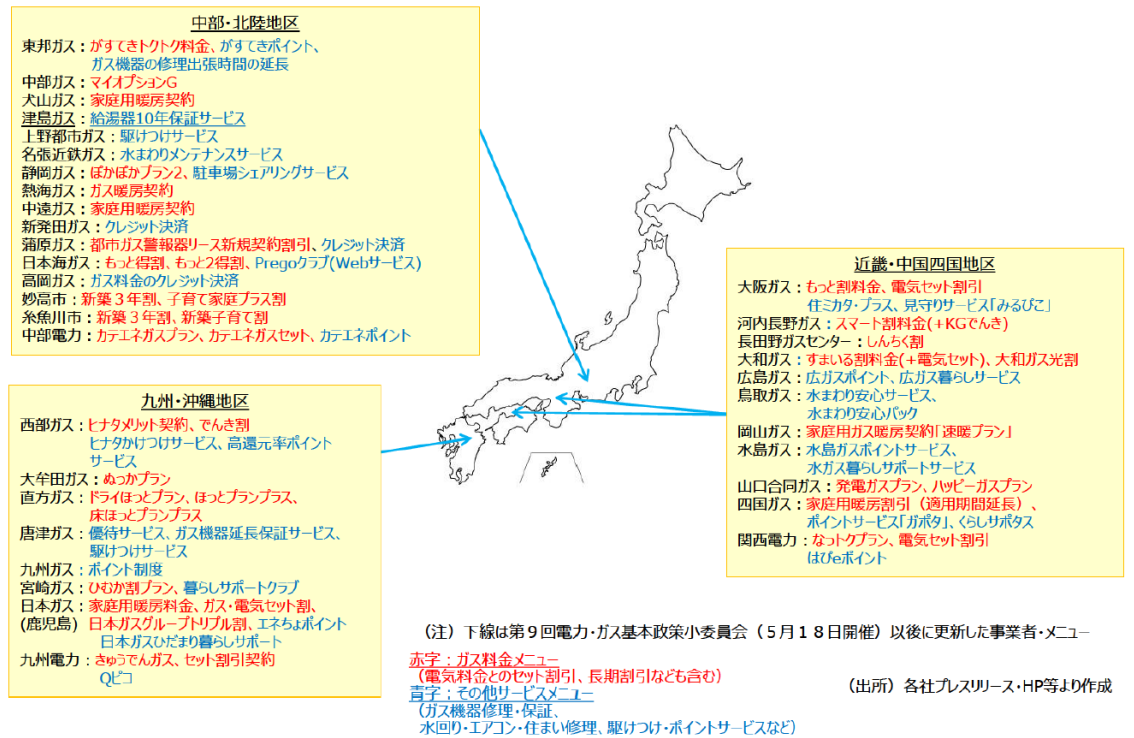 中部・北陸地区
東邦ガス：がすてきトクトク料金、がすてきポイント、
ガス機器の修理出張時間の延長
中部ガス：マイオプションG
犬山ガス：家庭用暖房契約
津島ガス：給湯器10年保証サービス
上野都市ガス：駆けつけサービス
名張近鉄ガス：水まわりメンテナンスサービス
静岡ガス：ぽかぽかプラン2、駐車場シェアリングサービス
熱海ガス：ガス暖房契約
中遠ガス：家庭用暖房契約
新発田ガス：クレジット決済
蒲原ガス：都市ガス警報器リース新規契約割引、クレジット決済
日本海ガス：もっと得割、もっと2得割、Pregoクラブ(Webサービス)
高岡ガス：ガス料金のクレジット決済
妙高市：新築３年割、子育て家庭プラス割
糸魚川市：新築３年割、新築子育て割
中部電力：カテエネガスプラン、カテエネガスセット、カテエネポイント
近畿・中国四国地区
大阪ガス：もっと割料金、電気セット割引
住ミカタ・プラス、見守りサービス「みるぴこ」
河内長野ガス：スマート割料金(+KGでんき)
長田野ガスセンター：しんちく割
大和ガス：すまいる割料金(+電気セット)、大和ガス光割
広島ガス：広ガスポイント、広ガス暮らしサービス
鳥取ガス：水まわり安心サービス、
水まわり安心パック
岡山ガス：家庭用ガス暖房契約「速暖プラン」
水島ガス：水島ガスポイントサービス、
水ガス暮らしサポートサービス
山口合同ガス：発電ガスプラン、ハッピーガスプラン
四国ガス：家庭用暖房割引（適用期間延長）、
ポイントサービス「ガポタ」、くらしサポタス
関西電力：なっトクプラン、電気セット割引
はぴeポイント
九州・沖縄地区
西部ガス：ヒナタメリット契約、でんき割
ヒナタかけつけサービス、高還元率ポイント
サービス
大牟田ガス：ぬっかプラン
直方ガス：ドライほっとプラン、ほっとプランプラス、
床ほっとプランプラス
唐津ガス：優待サービス、ガス機器延長保証サービス、
駆けつけサービス
九州ガス：ポイント制度
宮崎ガス：ひむか割プラン、暮らしサポートクラブ
日本ガス：家庭用暖房料金、ガス・電気セット割、
(鹿児島) 日本ガスグループトリプル割、エネちょポイント
日本ガスひだまり暮らしサポート
九州電力：きゅうでんガス、セット割引契約
Qピコ
（注）下線は第９回電力・ガス基本政策小委員会（５月１８日開催）以後に更新した事業者・メニュー
赤字：ガス料金メニュー
（電気料金とのセット割引、長期割引なども含む）
青字：その他サービスメニュー
（ガス機器修理・保証、
水回り・エアコン・住まい修理、駆けつけ・ポイントサービスなど）
（出所）各社プレスリリース・HP等より作成